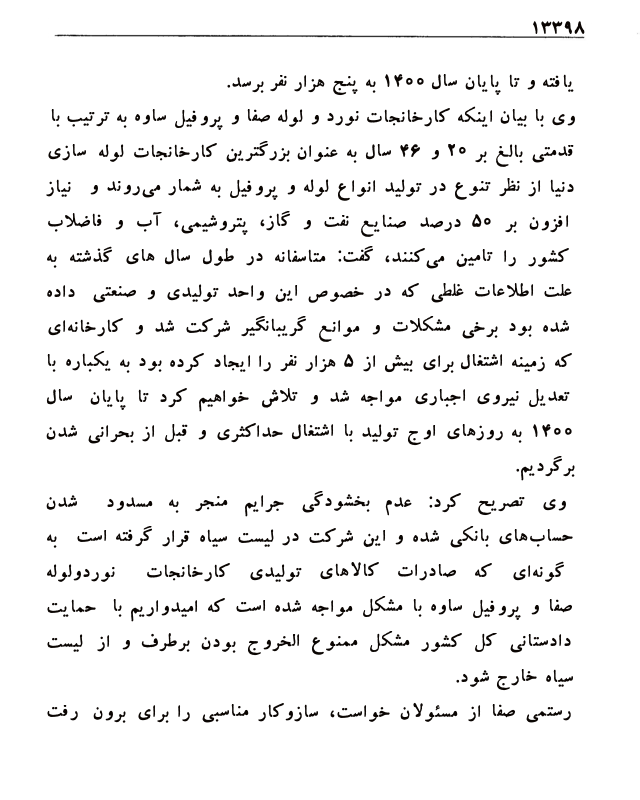 ۱۳۳۹۸
یافته و تا پایان سال ۱۴۰۰ به پنج هزار نفر برسد.
وی با بیان اینکه کارخانجات نورد و لوله صفا و پروفیل ساوه به ترتیب با
قدمتی بالغ بر ۲۰ و ۴۶ سال به عنوان بزرگترین کارخانجات لوله سازی
دنیا از نظر تنوع در تولید انواع لوله و پروفیل به شمار می‌روند و نیاز
افزون بر ۵۰ درصد صنایع نفت و گاز، پتروشیمی، آب و فاضلاب
کشور را تامین می‌کنند، گفت: متاسفانه در طول سال های گذشته به
علت اطلاعات غلطی که در خصوص این واحد تولیدی و صنعتی داده
شده بود برخی مشکلات و موانع گریبانگیر شرکت شد و کارخانه‌ای
که زمینه اشتغال برای بیش از ۵ هزار نفر را ایجاد کرده بود به یکباره با
تعدیل نیروی اجباری مواجه شد و تلاش خواهیم کرد تا پایان سال
۱۴۰۰ به روزهای اوج تولید با اشتغال حداکثری و قبل از بحرانی شدن
برگردیم.
وی تصریح کرد: عدم بخشودگی جرایم منجر به مسدود شدن
حساب‌های بانکی شده و این شرکت در لیست سیاه قرار گرفته است به
گونه‌ای که صادرات کالاهای تولیدی کارخانجات نوردولوله
صفا و پروفیل ساوه با مشکل مواجه شده است که امیدواریم با حمایت
دادستانی کل کشور مشکل ممنوع الخروج بودن برطرف و از لیست
سیاه خارج شود.
رستمی صفا از مسئولان خواست، سازوکار مناسبی را برای برون رفت